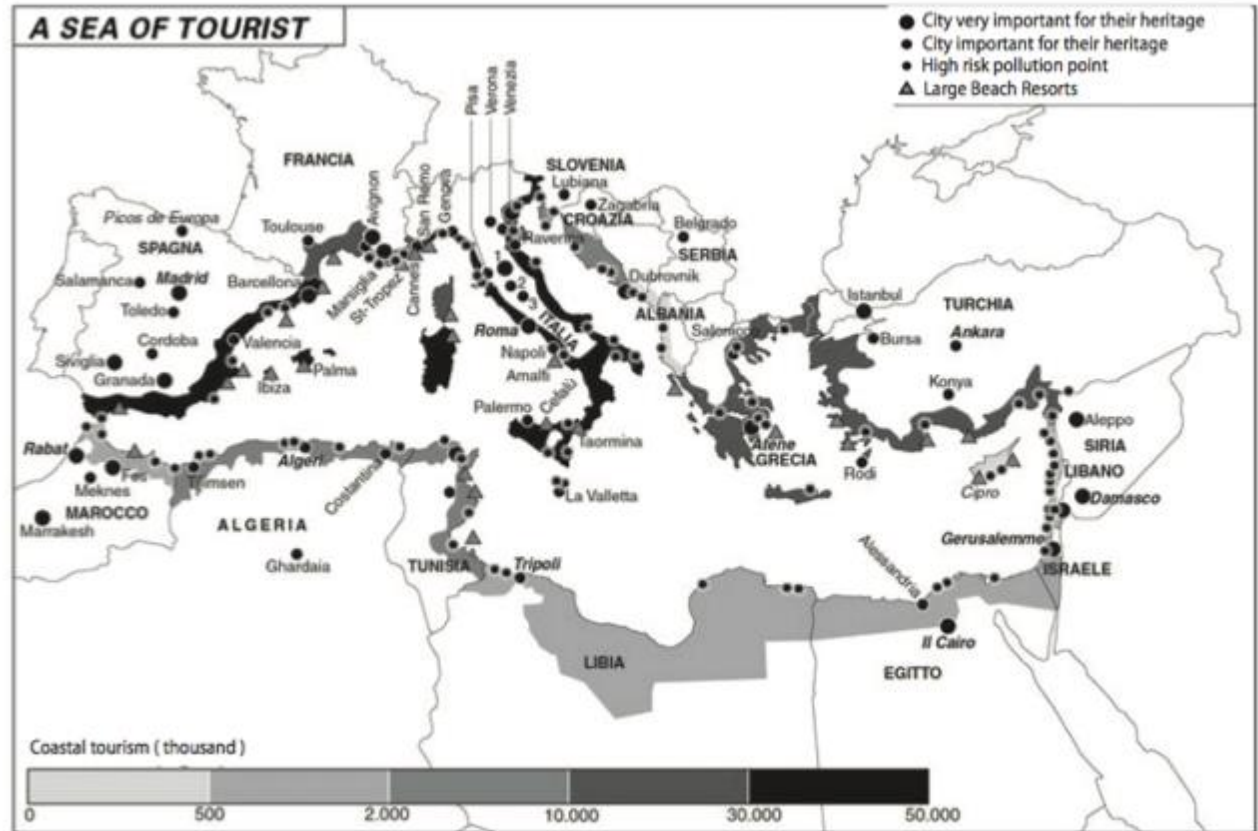 A SEA OF TOURIST
City very important for their heritage
City important for their heritage
High risk pollution point
Large Beach Resorts
Pisa
Verona
Venezia
FRANCIA
SLOVENIA
Lubiana
Zagabria
CROAZIA
Belgrado
SERBIA
Picos de Europa
SPAGNA
Toulouse
Avignon
San Remo
Genova
Ravenna
Salamanca
Madrid
Barcellona
Marsiglia
St-Tropez
Cannes
1
2
3
Dubrovnik
Toledo
ITALIA
ALBANIA
Istanbul
TURCHIA
Roma
Salonicco
Bursa
Ankara
Cordoba
Valencia
Siviglia
Granada
Ibiza
Palma
Napoli
Amalfi
Konya
Palermo
Cefalù
Taormina
Aleppo
Rabat
Algeri
Atene
GRECIA
SIRIA
Fes
Costantina
Rodi
LIBANO
Meknes
La Valletta
Cipro
Damasco
MAROCCO
ALGERIA
Marrakesh
Gerusalemme
Ghardaia
TUNISIA
Tripoli
Alessandria
ISRAELE
Il Cairo
LIBIA
EGITTO
Coastal tourism ( thousand )
0 500 2.000 10.000 30.000 50.000